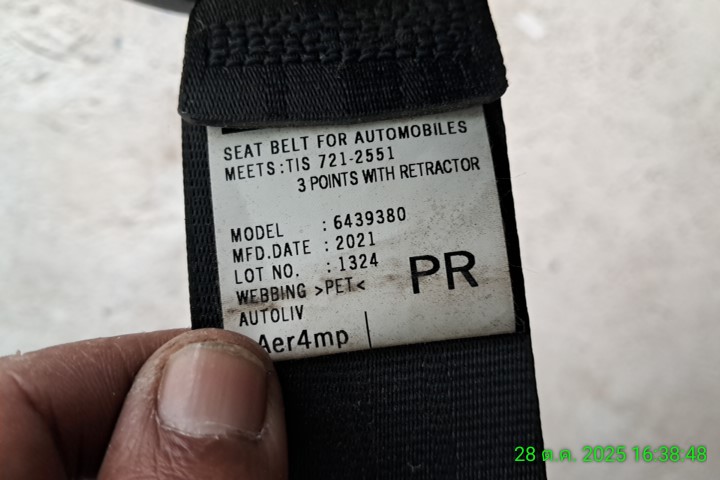 SEAT BELT FOR AUTOMOBILES
MEETS:TIS 721-2551
3 POINTS WITH RETRACTOR
MODEL : 6439380
MFD.DATE : 2021
LOT NO. : 1324
WEBBING >PET<
PR
AUTOLIV
Aer4mp
28 ต.ค. 2025 16:38:48